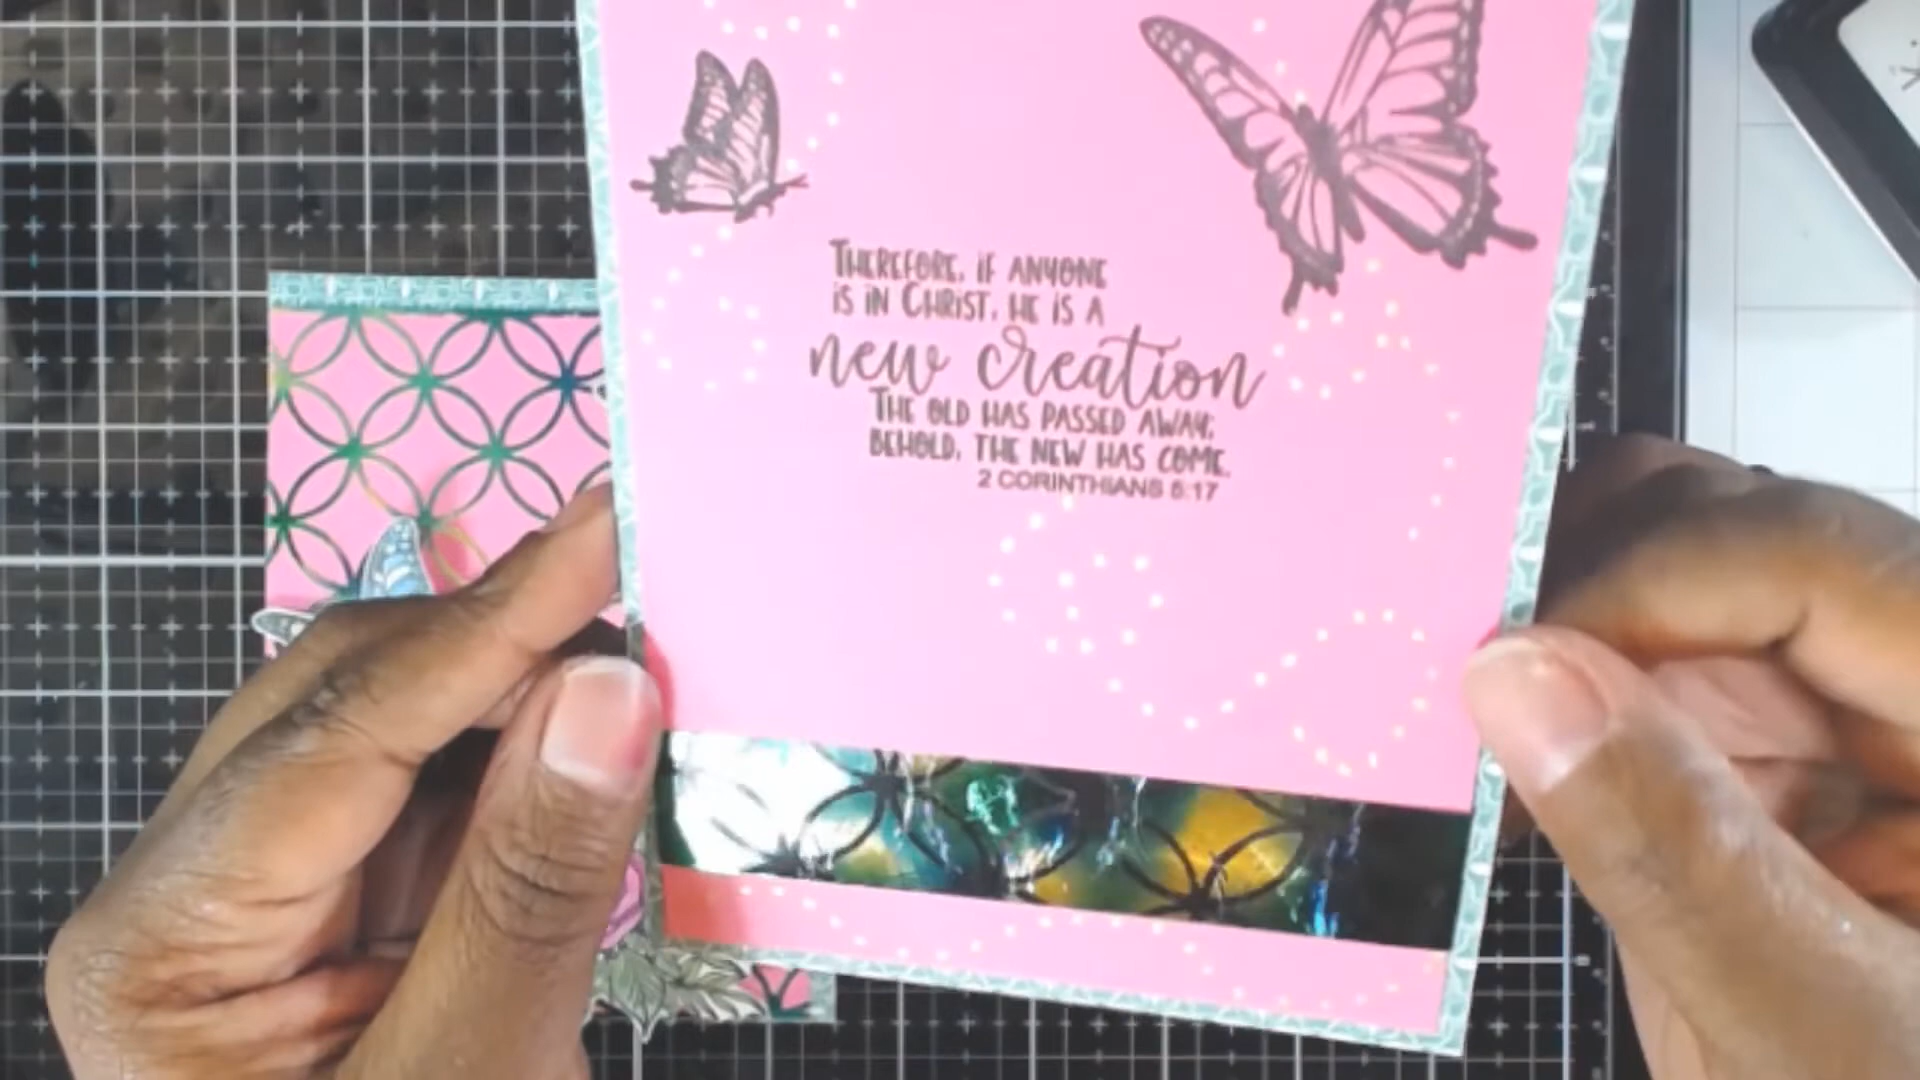 Therefore, if anyone
is in Christ, he is a
new creation
The old has passed away;
behold, the new has come.
2 CORINTHIANS 5:17